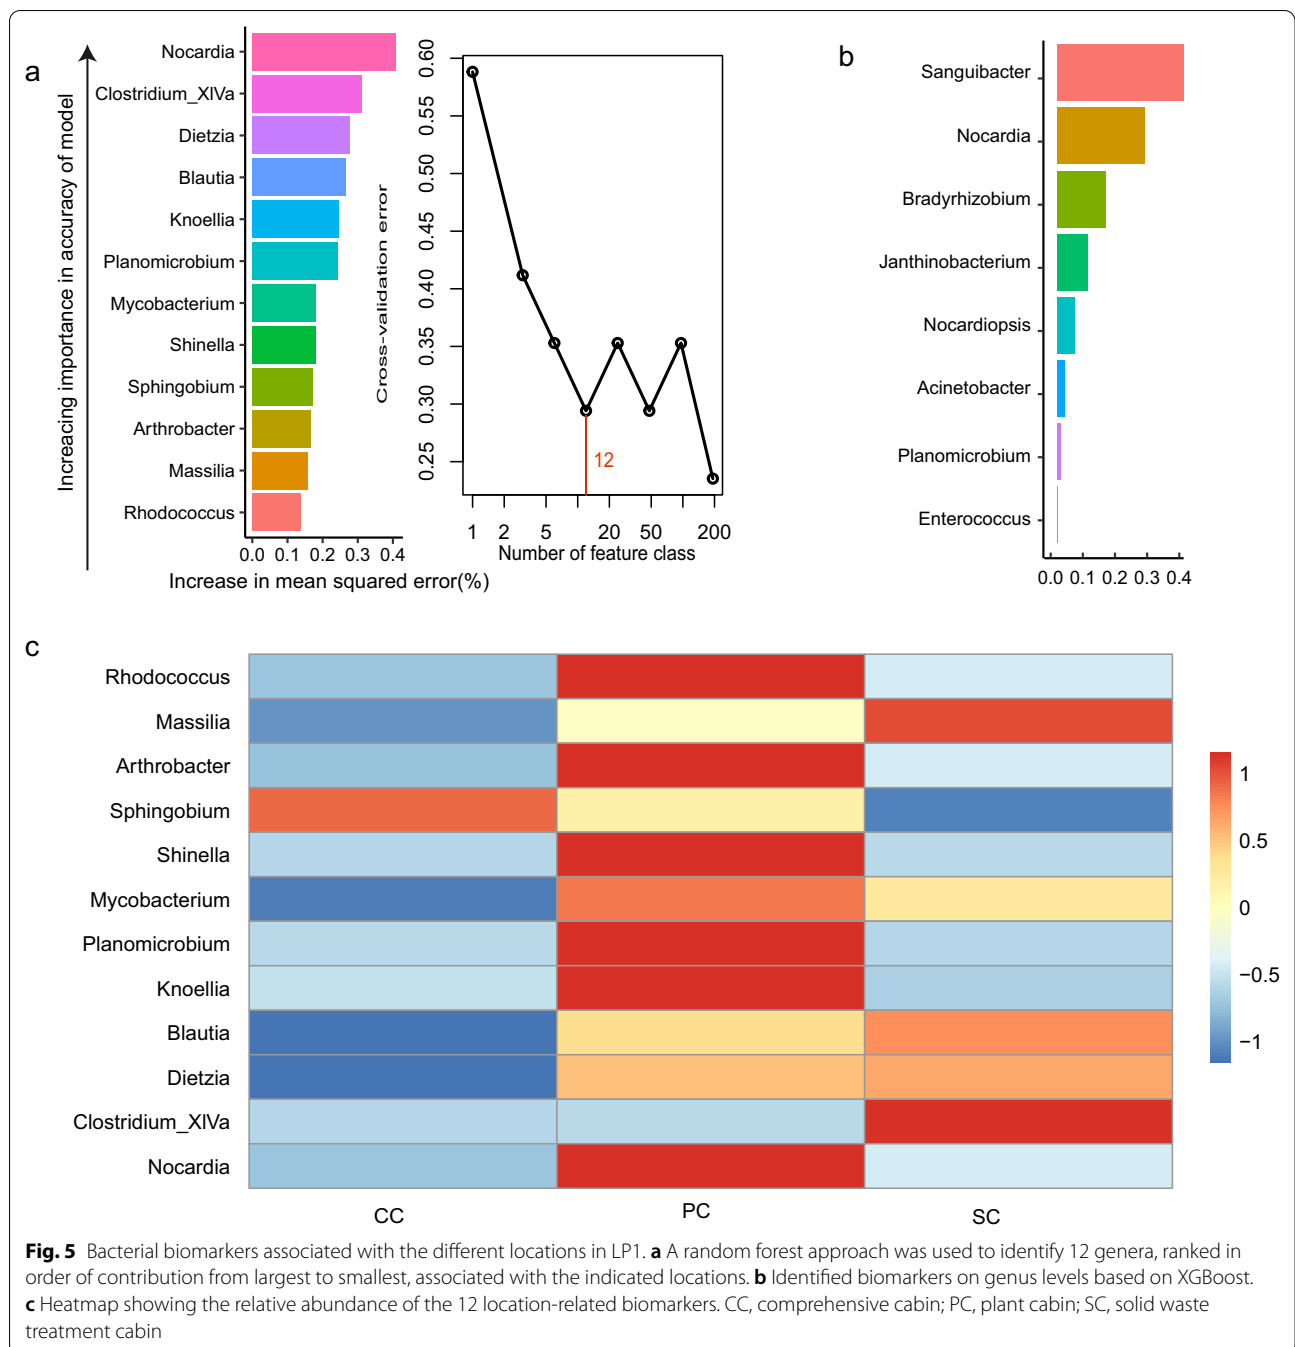 a
Increacing importance in accuracy of model
Nocardia
Clostridium_XIVa
Dietzia
Blautia
Knoellia
Planomicrobium
Mycobacterium
Shinella
Sphingobium
Arthrobacter
Massilia
Rhodococcus
0.0 0.1 0.2 0.3 0.4
Increase in mean squared error(%)
Cross-validation error
0.60
0.55
0.50
0.45
0.40
0.35
0.30
0.25
12
1 2 5 20 50 200
Number of feature class
b
Sanguibacter
Nocardia
Bradyrhizobium
Janthinobacterium
Nocardiopsis
Acinetobacter
Planomicrobium
Enterococcus
0.0 0.1 0.2 0.3 0.4
c
Rhodococcus
Massilia
Arthrobacter
Sphingobium
Shinella
Mycobacterium
Planomicrobium
Knoellia
Blautia
Dietzia
Clostridium_XIVa
Nocardia
CC PC SC
1
0.5
0
−0.5
−1
Fig. 5 Bacterial biomarkers associated with the different locations in LP1. a A random forest approach was used to identify 12 genera, ranked in
order of contribution from largest to smallest, associated with the indicated locations. b Identified biomarkers on genus levels based on XGBoost.
c Heatmap showing the relative abundance of the 12 location-related biomarkers. CC, comprehensive cabin; PC, plant cabin; SC, solid waste
treatment cabin